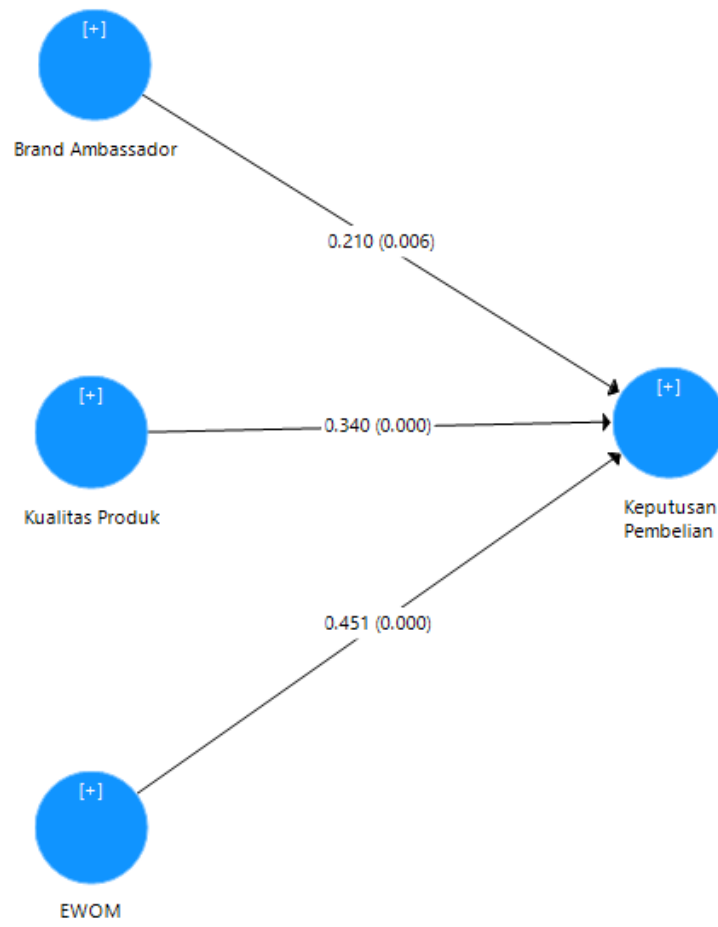 [+]
Brand Ambassador
0.210 (0.006)
[+]
Kualitas Produk
0.340 (0.000)
[+]
Keputusan
Pembelian
0.451 (0.000)
[+]
EWOM